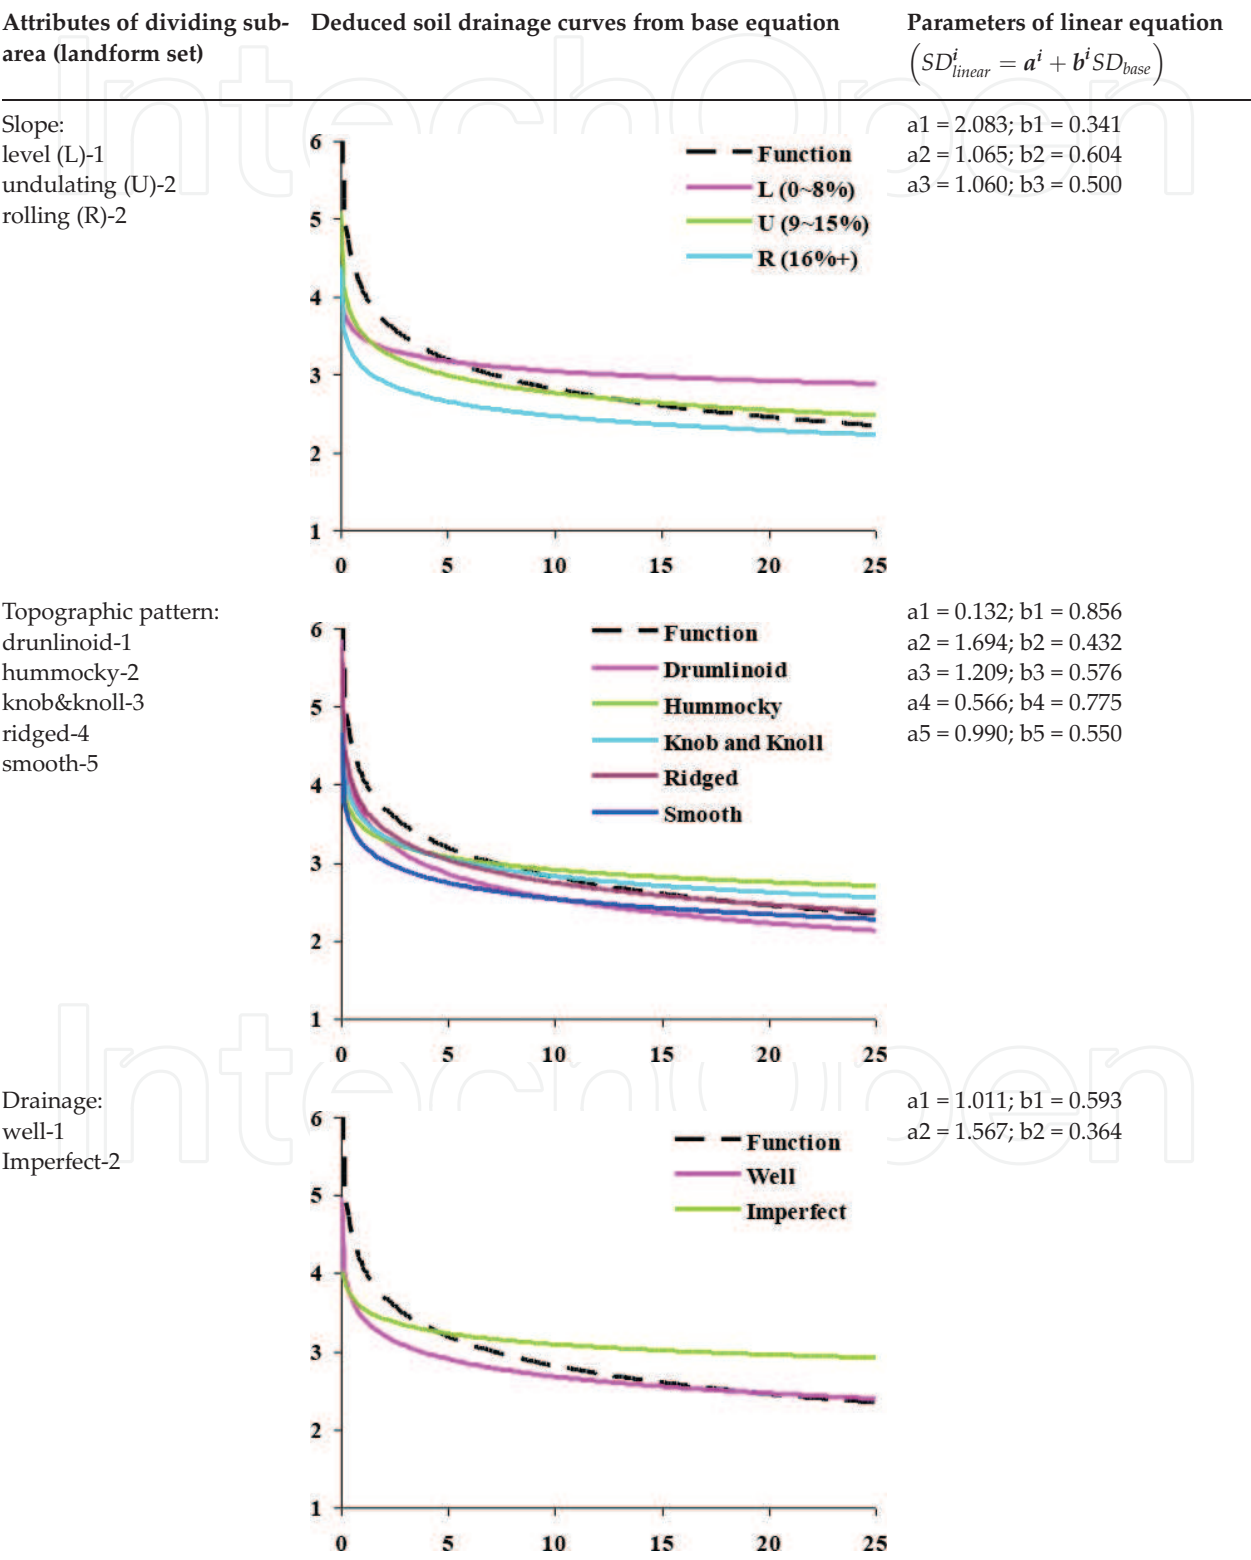 Attributes of dividing sub-area (landform set)
Deduced soil drainage curves from base equation
Parameters of linear equation
(SD^i_linear = a^i + b^i SD_base)
Slope:
level (L)-1
undulating (U)-2
rolling (R)-2
6
5
4
3
2
1
0 5 10 15 20 25
Function
L (0~8%)
U (9~15%)
R (16%+)
a1 = 2.083; b1 = 0.341
a2 = 1.065; b2 = 0.604
a3 = 1.060; b3 = 0.500
Topographic pattern:
drunlinoid-1
hummocky-2
knob&knoll-3
ridged-4
smooth-5
6
5
4
3
2
1
0 5 10 15 20 25
Function
Drumlinoid
Hummocky
Knob and Knoll
Ridged
Smooth
a1 = 0.132; b1 = 0.856
a2 = 1.694; b2 = 0.432
a3 = 1.209; b3 = 0.576
a4 = 0.566; b4 = 0.775
a5 = 0.990; b5 = 0.550
Drainage:
well-1
Imperfect-2
6
5
4
3
2
1
0 5 10 15 20 25
Function
Well
Imperfect
a1 = 1.011; b1 = 0.593
a2 = 1.567; b2 = 0.364
IntechOpen
IntechOpen